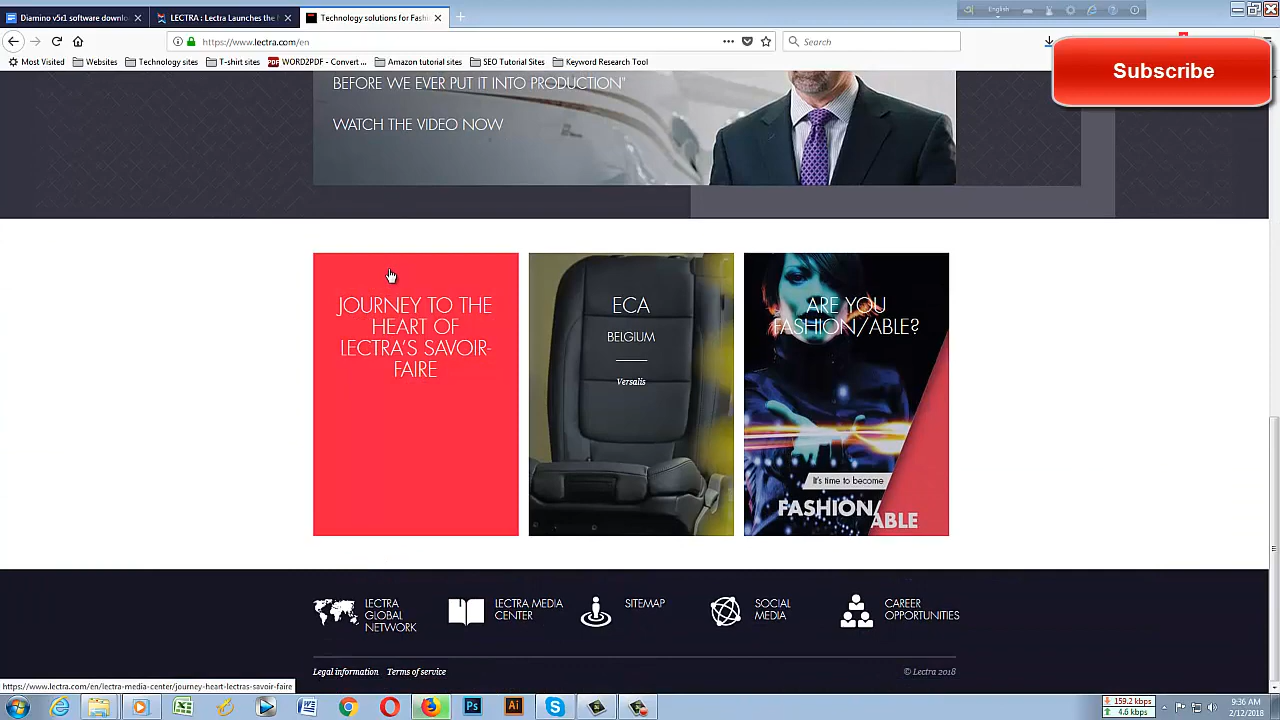 Diamino v5r1 software downlo
LECTRA : Lectra Launches the
Technology solutions for Fashi
English
https://www.lectra.com/en
Search
Most Visited
Websites
Technology sites
T-shirt sites
WORD2PDF - Convert ...
Amazon tutorial sites
SEO Tutorial Sites
Keyword Research Tool
Subscribe
BEFORE WE EVER PUT IT INTO PRODUCTION"
WATCH THE VIDEO NOW
JOURNEY TO THE
HEART OF
LECTRA'S SAVOIR-
FAIRE
ECA
BELGIUM
Versalis
ARE YOU
FASHION/ABLE?
It's time to become
FASHION/
ABLE
LECTRA
GLOBAL
NETWORK
LECTRA MEDIA
CENTER
SITEMAP
SOCIAL
MEDIA
CAREER
OPPORTUNITIES
Legal information
Terms of service
© Lectra 2018
https://www.lectra.com/en/lectra-media-center/journey-heart-lectras-savoir-faire
159.2 kbps
4.6 kbps
9:36 AM
2/12/2018